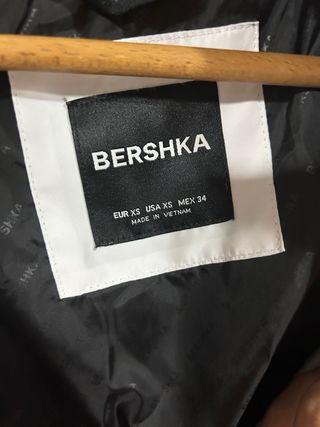 BERSHKA
EUR XS USA XS MEX 34
MADE IN VIETNAM